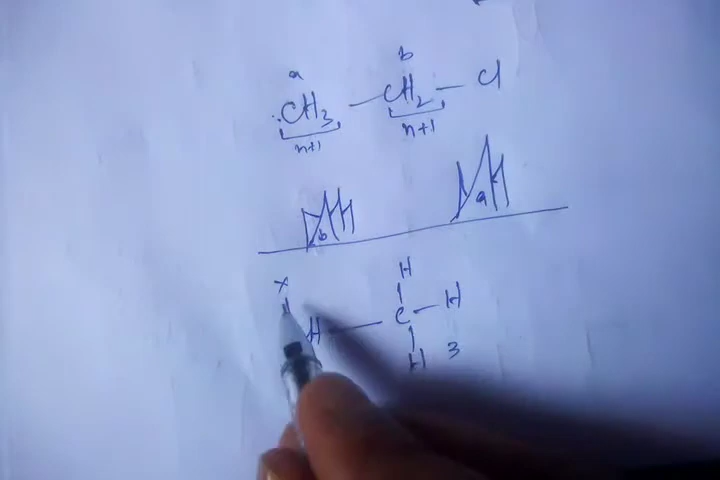 a b
CH3 — CH2 — Cl
n+1 n+1
b a
x H
H — C — H
H 3